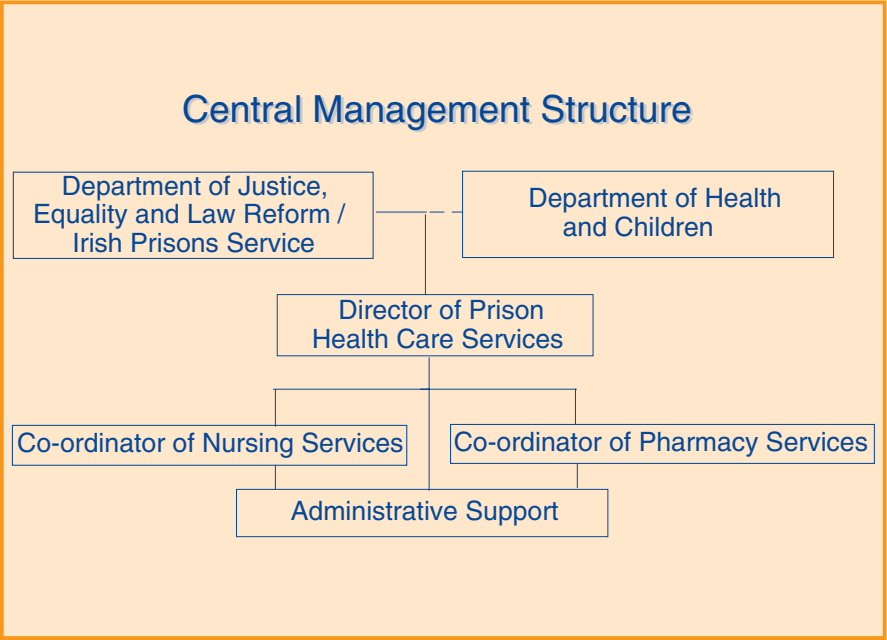 Central Management Structure
Department of Justice,
Equality and Law Reform /
Irish Prisons Service
Department of Health
and Children
Director of Prison
Health Care Services
Co-ordinator of Nursing Services
Co-ordinator of Pharmacy Services
Administrative Support